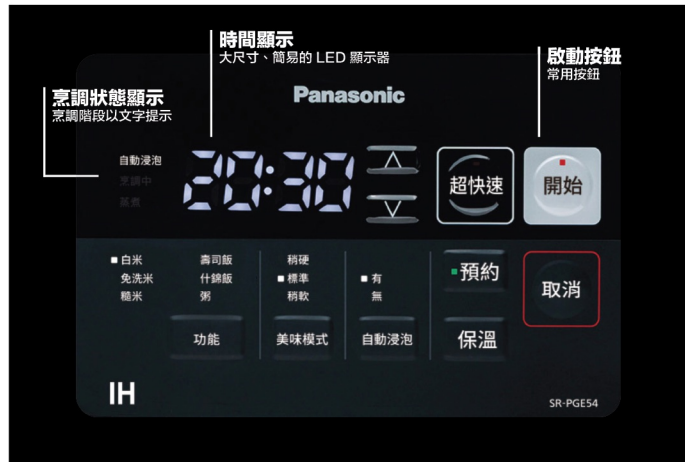 時間顯示
大尺寸、簡易的 LED 顯示器
啟動按鈕
常用按鈕
烹調狀態顯示
烹調階段以文字提示
Panasonic
自動浸泡
烹調中
蒸煮
20:30
超快速
開始
白米
壽司飯
稍硬
免洗米
什錦飯
標準
有
糙米
粥
稍軟
無
預約
取消
功能
美味模式
自動浸泡
保溫
IH
SR-PGE54